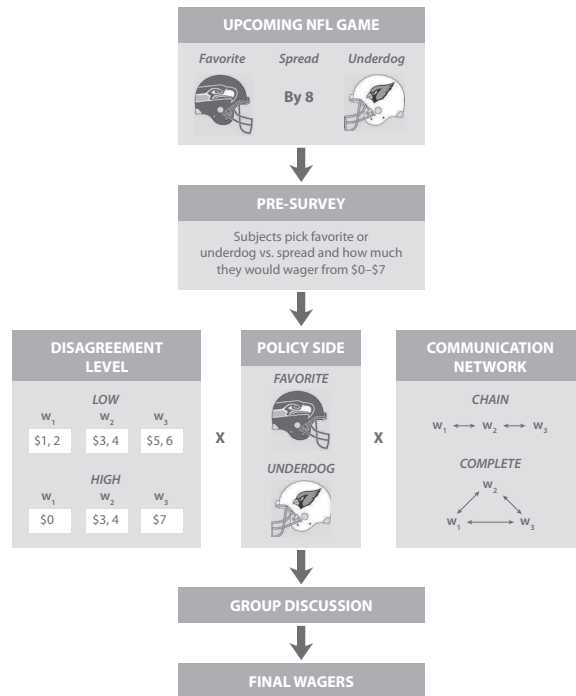 UPCOMING NFL GAME
Favorite Spread Underdog
By 8
PRE-SURVEY
Subjects pick favorite or
underdog vs. spread and how much
they would wager from $0–$7
DISAGREEMENT
LEVEL
LOW
w₁ w₂ w₃
$1, 2 $3, 4 $5, 6
HIGH
w₁ w₂ w₃
$0 $3, 4 $7
X
POLICY SIDE
FAVORITE
UNDERDOG
X
COMMUNICATION
NETWORK
CHAIN
w₁ ⟷ w₂ ⟷ w₃
COMPLETE
w₂
w₁ w₃
GROUP DISCUSSION
FINAL WAGERS